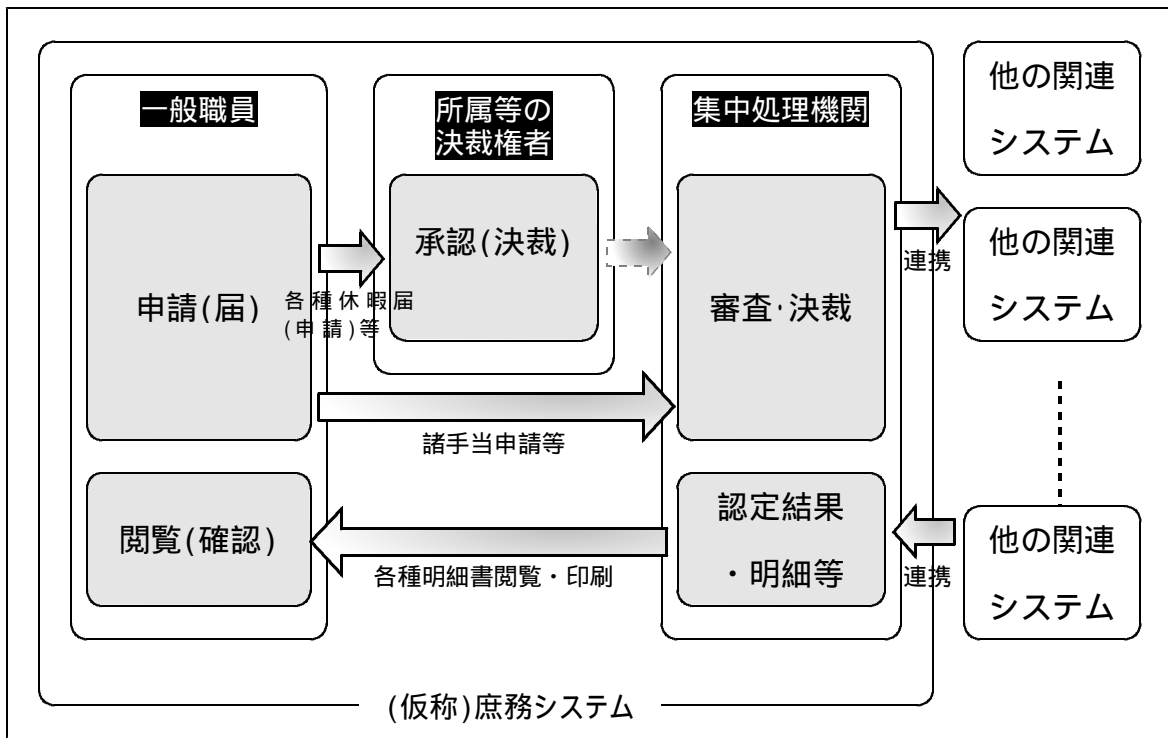 一般職員
申請(届)
各種休暇届
(申請)等
所属等の
決裁権者
承認(決裁)
集中処理機関
審査・決裁
諸手当申請等
閲覧(確認)
各種明細書閲覧・印刷
認定結果
・明細等
連携
連携
他の関連
システム
他の関連
システム
他の関連
システム
(仮称)庶務システム